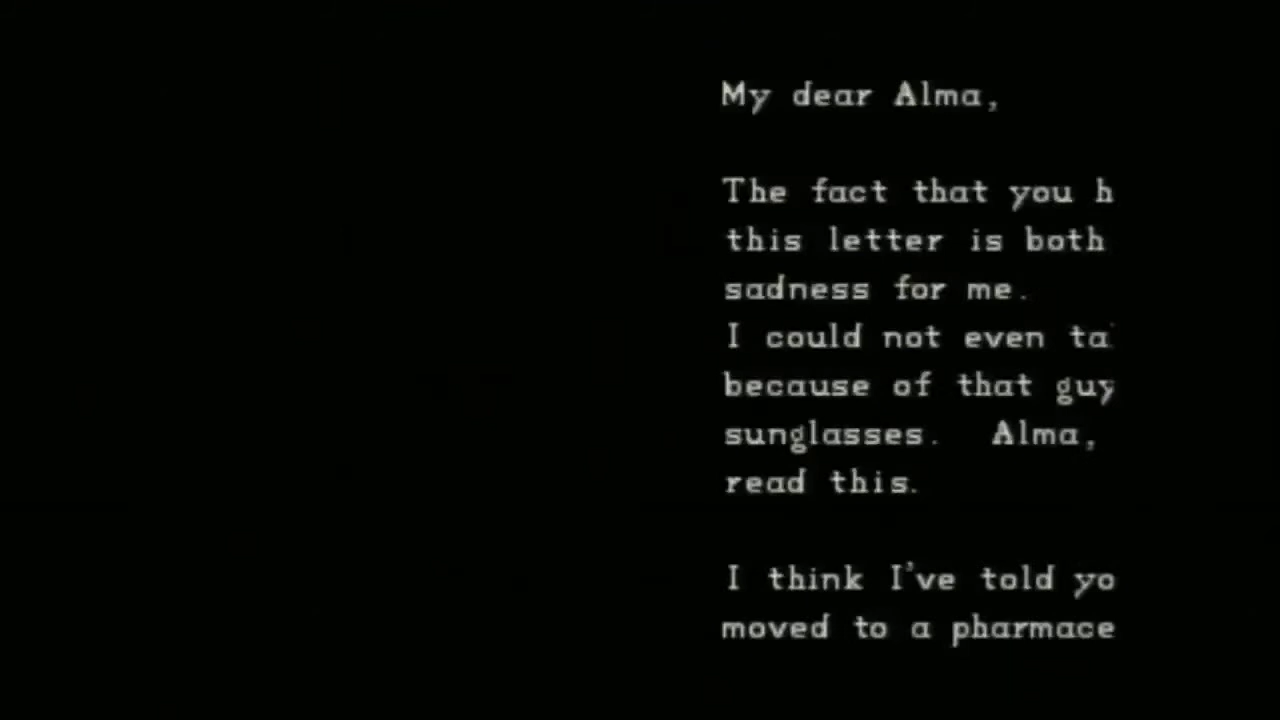 My dear Alma,
The fact that you h
this letter is both
sadness for me.
I could not even ta
because of that guy
sunglasses. Alma,
read this.
I think I've told yo
moved to a pharmace